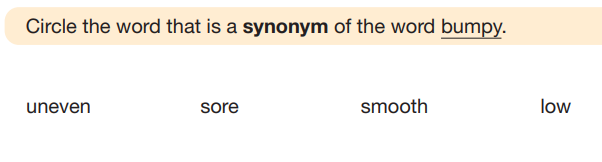 Circle the word that is a synonym of the word bumpy.
uneven sore smooth low